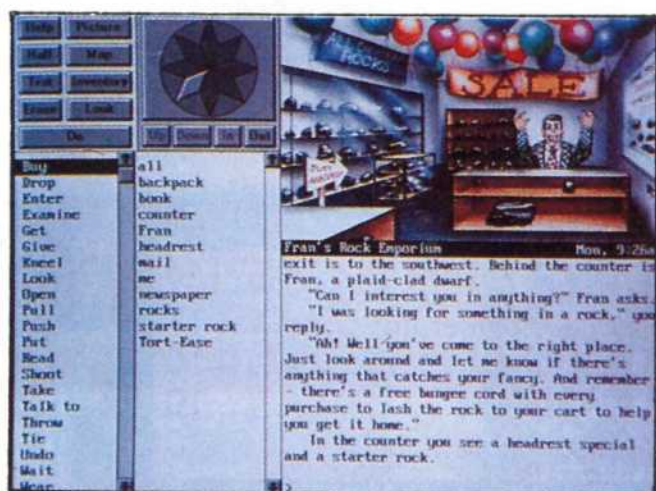 Help Picture
Half Map
Text Inventory
Erase Look
Do
Up Down In Out
Buy
Drop
Enter
Examine
Get
Give
Kneel
Look
Open
Pull
Push
Put
Read
Shoot
Take
Talk to
Throw
Tie
Undo
Wait
Wear
all
backpack
book
counter
Fran
headrest
mail
me
newspaper
rocks
starter rock
Tort-Ease
ROCKS
SALE
Fran's Rock Emporium Mon, 9:26a
exit is to the southwest. Behind the counter is
Fran, a plaid-clad dwarf.
"Can I interest you in anything?" Fran asks.
"I was looking for something in a rock," you
reply.
"Ah! Well you've come to the right place.
Just look around and let me know if there's
anything that catches your fancy. And remember
- there's a free bungee cord with every
purchase to lash the rock to your cart to help
you get it home."
In the counter you see a headrest special
and a starter rock.
>